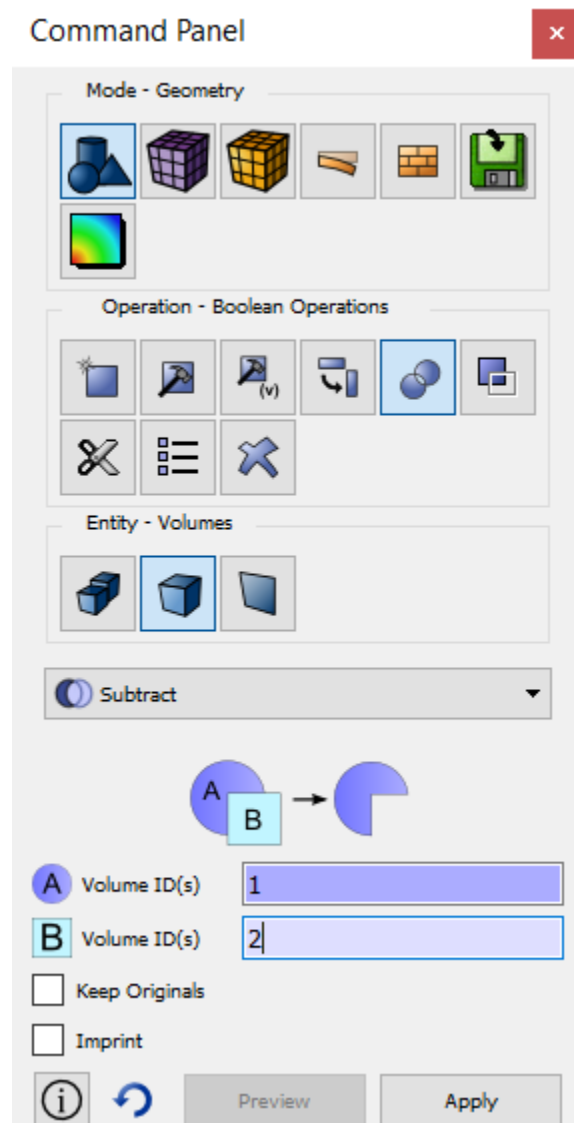 Command Panel
Mode - Geometry
Operation - Boolean Operations
(v)
Entity - Volumes
Subtract
A
B
A Volume ID(s) 1
B Volume ID(s) 2
Keep Originals
Imprint
Preview Apply